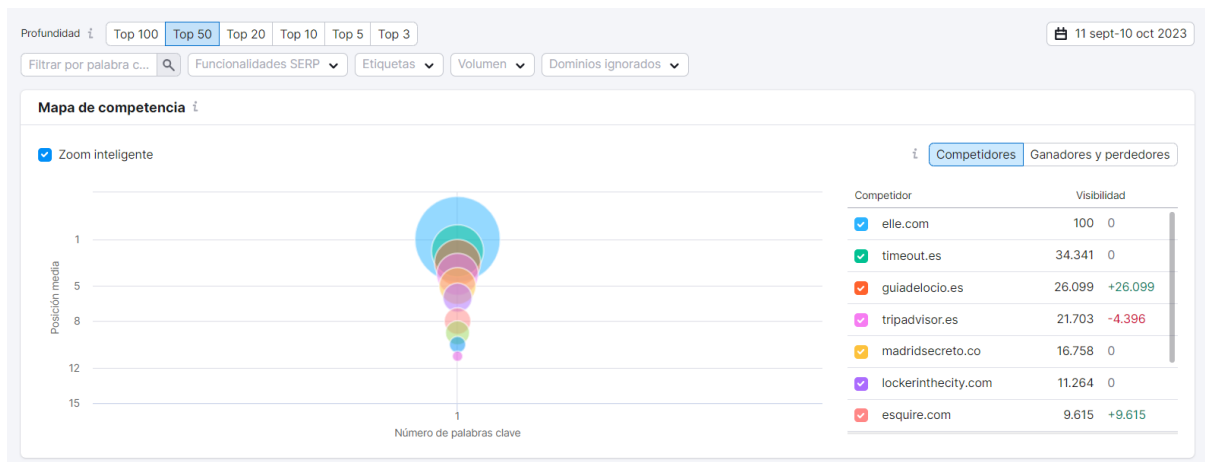 Profundidad i Top 100 Top 50 Top 20 Top 10 Top 5 Top 3 11 sept-10 oct 2023
Filtrar por palabra c... Funcionalidades SERP Etiquetas Volumen Dominios ignorados
Mapa de competencia i
Zoom inteligente i Competidores Ganadores y perdedores
Competidor Visibilidad
elle.com 100 0
timeout.es 34.341 0
guiadelocio.es 26.099 +26.099
tripadvisor.es 21.703 -4.396
madridsecreto.co 16.758 0
lockerinthecity.com 11.264 0
esquire.com 9.615 +9.615
Posición media
1
5
8
12
15
1
Número de palabras clave